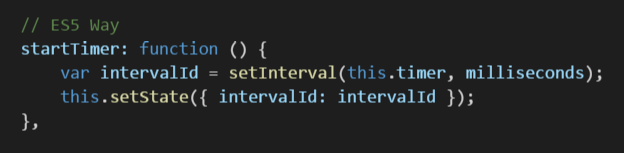 // ES5 Way
startTimer: function () {
    var intervalId = setInterval(this.timer, milliseconds);
    this.setState({ intervalId: intervalId });
},